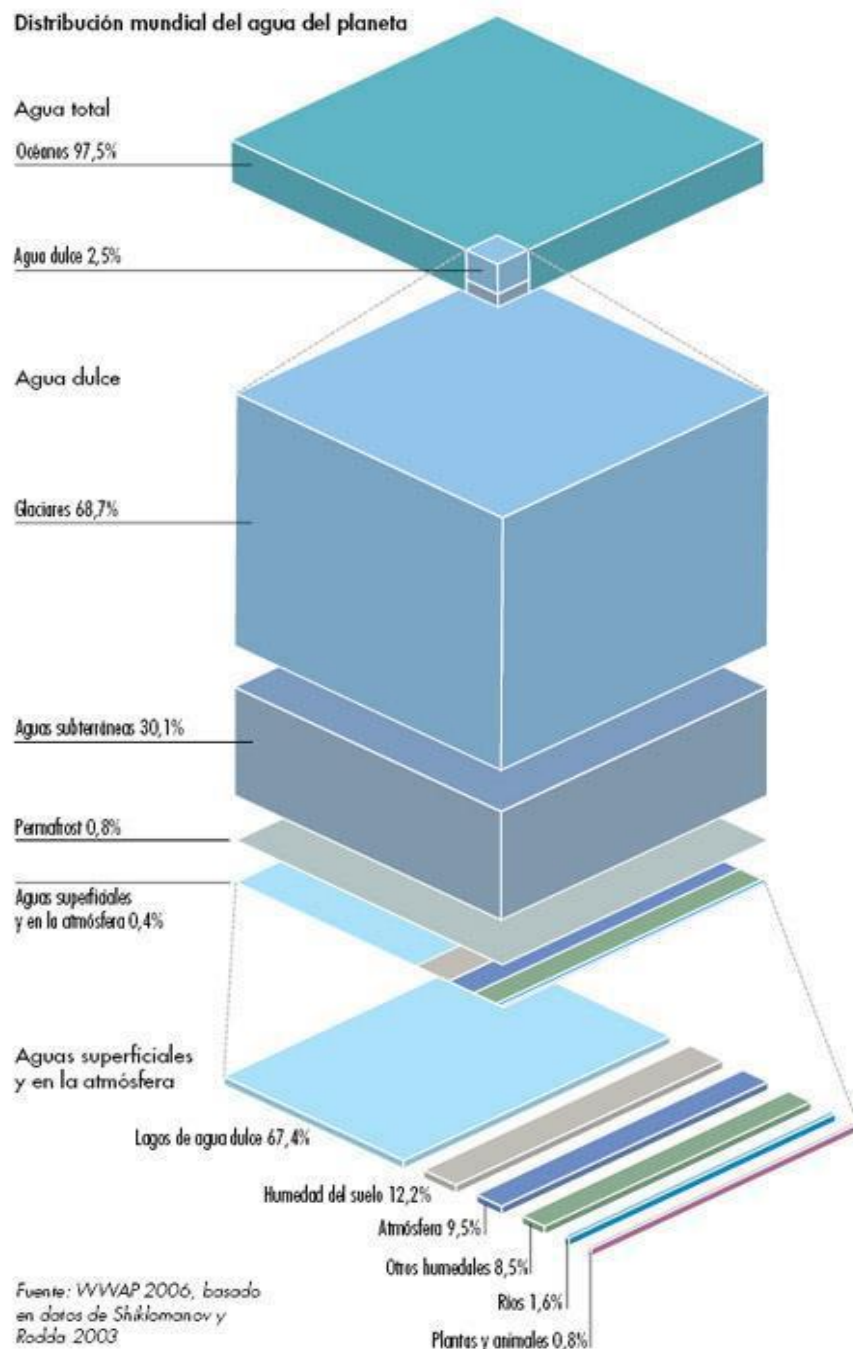 Distribución mundial del agua del planeta
Agua total
Océanos 97,5%
Agua dulce 2,5%
Agua dulce
Glaciares 68,7%
Aguas subterráneas 30,1%
Permafrost 0,8%
Aguas superficiales
y en la atmósfera 0,4%
Aguas superficiales
y en la atmósfera
Lagos de agua dulce 67,4%
Humedad del suelo 12,2%
Atmósfera 9,5%
Otros humedales 8,5%
Ríos 1,6%
Plantas y animales 0,8%
Fuente: WWAP 2006, basado
en datos de Shiklomanov y
Rodda 2003